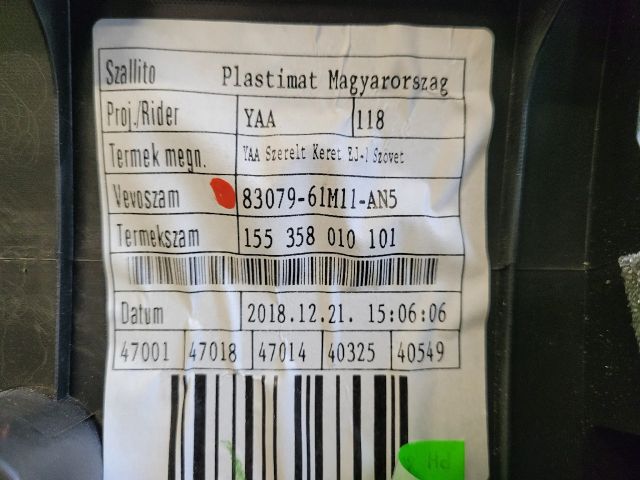 Szallito Plastimat Magyarorszag
Proj./Rider YAA 118
Termek megn. YAA Szerelt Keret EJ-1 Szovet
Vevoszam 83079-61M11-AN5
Termekszam 155 358 010 101
Datum 2018.12.21. 15:06:06
47001 47018 47014 40325 40549
Hd